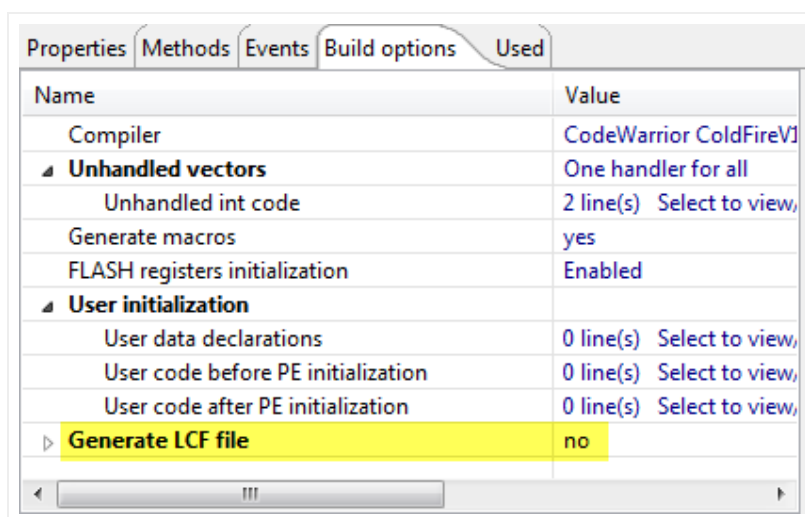 Properties Methods Events Build options Used
Name Value
Compiler CodeWarrior ColdFireV1
Unhandled vectors One handler for all
Unhandled int code 2 line(s) Select to view,
Generate macros yes
FLASH registers initialization Enabled
User initialization
User data declarations 0 line(s) Select to view,
User code before PE initialization 0 line(s) Select to view,
User code after PE initialization 0 line(s) Select to view,
Generate LCF file no